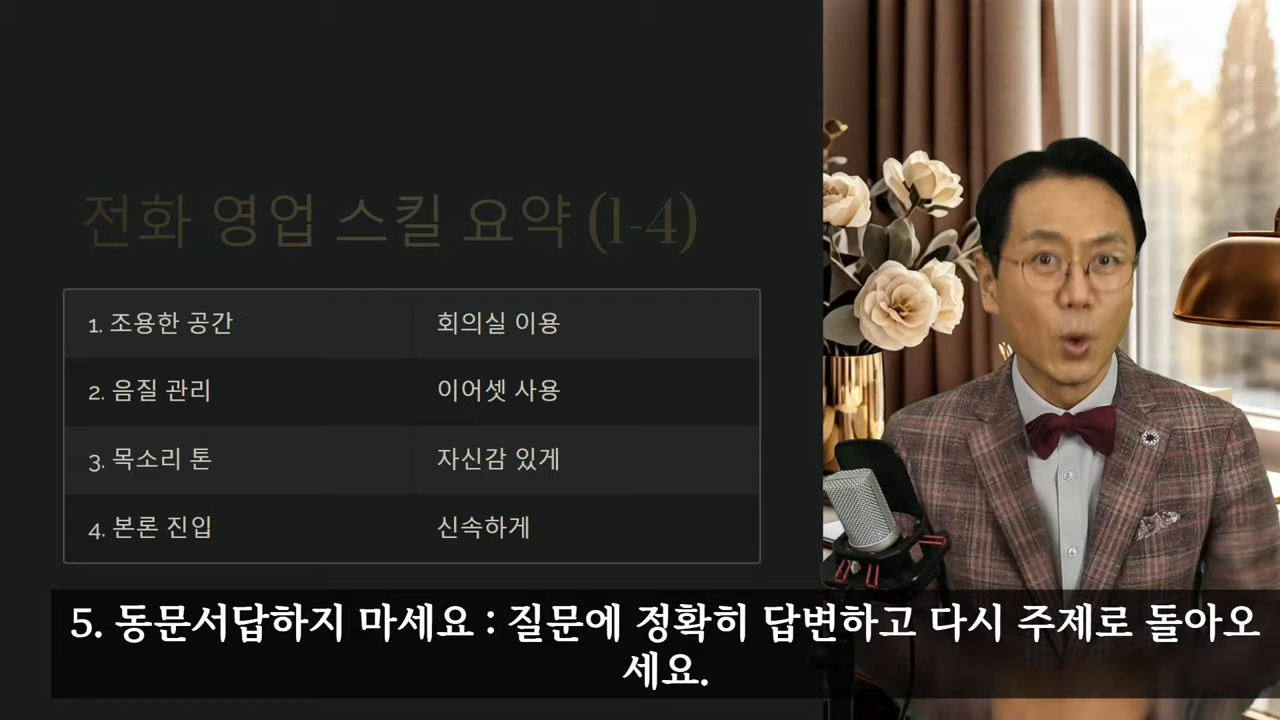 전화 영업 스킬 요약 (1-4)
1. 조용한 공간 회의실 이용
2. 음질 관리 이어셋 사용
3. 목소리 톤 자신감 있게
4. 본론 진입 신속하게
5. 동문서답하지 마세요 : 질문에 정확히 답변하고 다시 주제로 돌아오
세요.